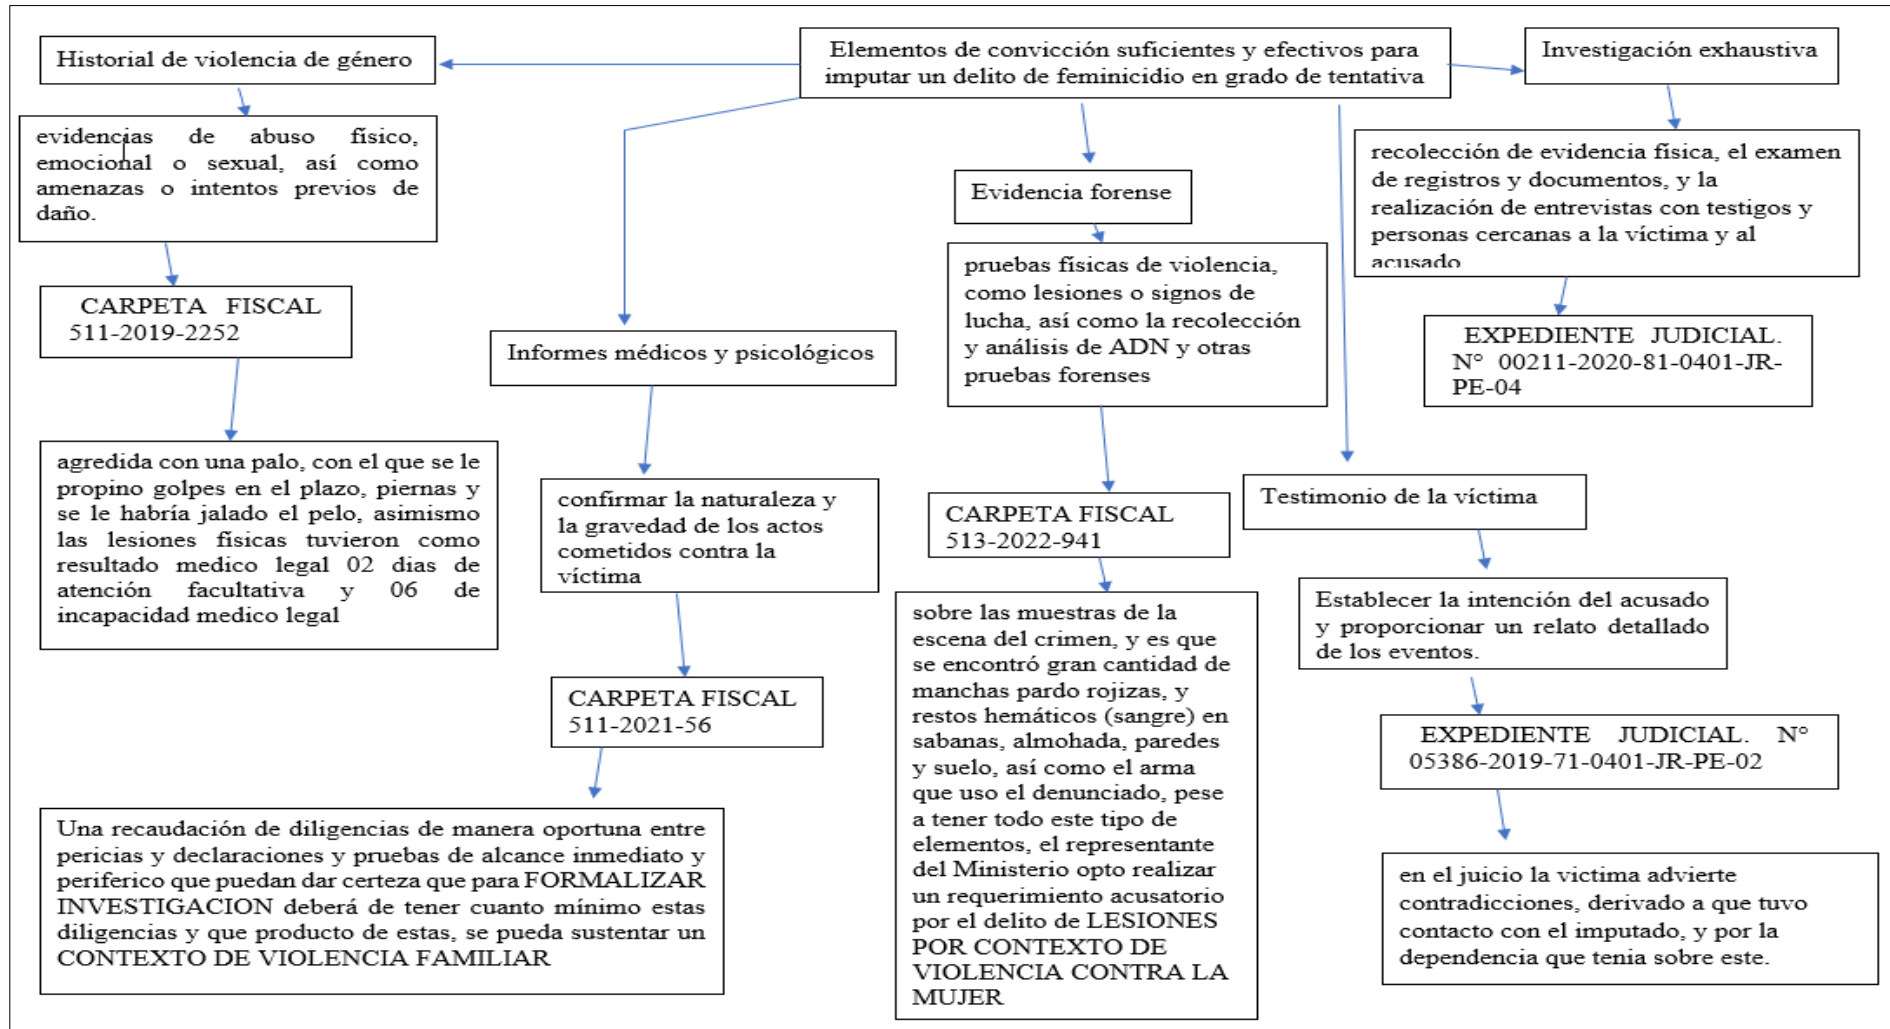 Elementos de convicción suficientes y efectivos para
imputar un delito de feminicidio en grado de tentativa
Historial de violencia de género
evidencias de abuso físico,
emocional o sexual, así como
amenazas o intentos previos de
daño.
CARPETA FISCAL
511-2019-2252
agredida con una palo, con el que se le
propino golpes en el plazo, piernas y
se le habría jalado el pelo, asimismo
las lesiones físicas tuvieron como
resultado medico legal 02 dias de
atención facultativa y 06 de
incapacidad medico legal
Informes médicos y psicológicos
confirmar la naturaleza y
la gravedad de los actos
cometidos contra la
víctima
CARPETA FISCAL
511-2021-56
Una recaudación de diligencias de manera oportuna entre
pericias y declaraciones y pruebas de alcance inmediato y
periferico que puedan dar certeza que para FORMALIZAR
INVESTIGACION deberá de tener cuanto mínimo estas
diligencias y que producto de estas, se pueda sustentar un
CONTEXTO DE VIOLENCIA FAMILIAR
Evidencia forense
pruebas físicas de violencia,
como lesiones o signos de
lucha, así como la recolección
y análisis de ADN y otras
pruebas forenses
CARPETA FISCAL
513-2022-941
sobre las muestras de la
escena del crimen, y es que
se encontró gran cantidad de
manchas pardo rojizas, y
restos hemáticos (sangre) en
sabanas, almohada, paredes
y suelo, así como el arma
que uso el denunciado, pese
a tener todo este tipo de
elementos, el representante
del Ministerio opto realizar
un requerimiento acusatorio
por el delito de LESIONES
POR CONTEXTO DE
VIOLENCIA CONTRA LA
MUJER
Testimonio de la víctima
Establecer la intención del acusado
y proporcionar un relato detallado
de los eventos.
EXPEDIENTE JUDICIAL. N°
05386-2019-71-0401-JR-PE-02
en el juicio la victima advierte
contradicciones, derivado a que tuvo
contacto con el imputado, y por la
dependencia que tenia sobre este.
Investigación exhaustiva
recolección de evidencia física, el examen
de registros y documentos, y la
realización de entrevistas con testigos y
personas cercanas a la víctima y al
acusado
EXPEDIENTE JUDICIAL.
N° 00211-2020-81-0401-JR-
PE-04